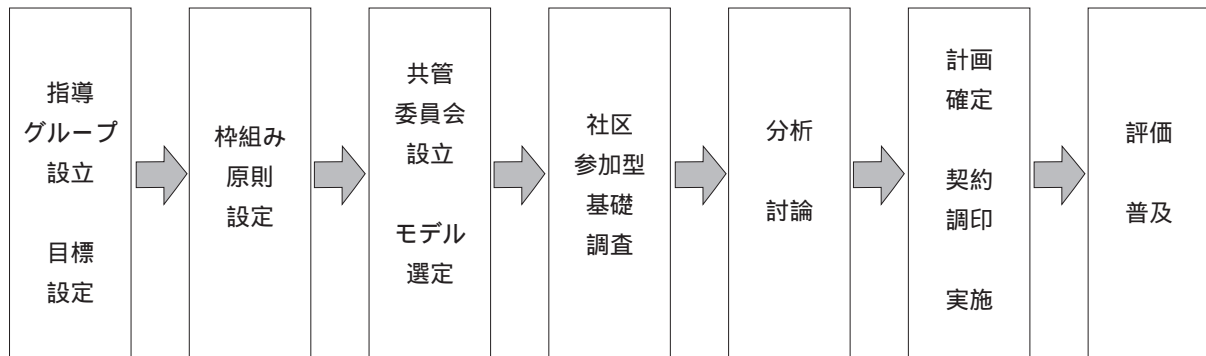 指導
グループ
設立
目標
設定
枠組み
原則
設定
共管
委員会
設立
モデル
選定
社区
参加型
基礎
調査
分析
討論
計画
確定
契約
調印
実施
評価
普及